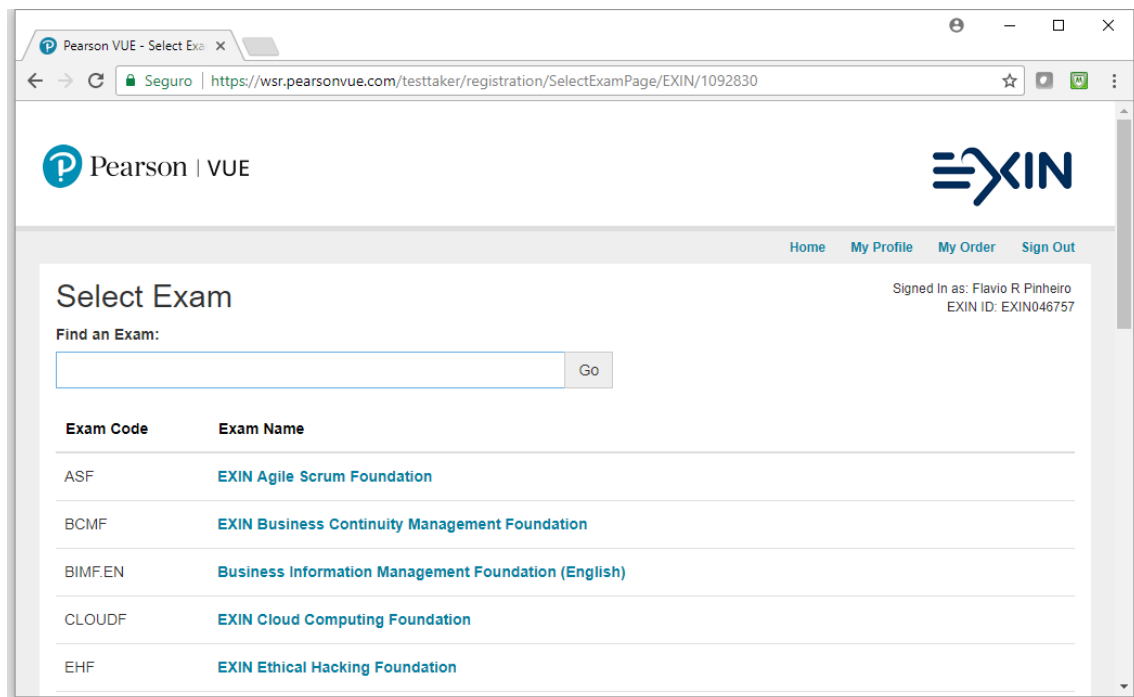 Pearson VUE - Select Exa
Seguro | https://wsr.pearsonvue.com/testtaker/registration/SelectExamPage/EXIN/1092830
Pearson | VUE
EXIN
Home My Profile My Order Sign Out
Select Exam
Signed In as: Flavio R Pinheiro
EXIN ID: EXIN046757
Find an Exam:
Go
Exam Code Exam Name
ASF EXIN Agile Scrum Foundation
BCMF EXIN Business Continuity Management Foundation
BIMF.EN Business Information Management Foundation (English)
CLOUDF EXIN Cloud Computing Foundation
EHF EXIN Ethical Hacking Foundation